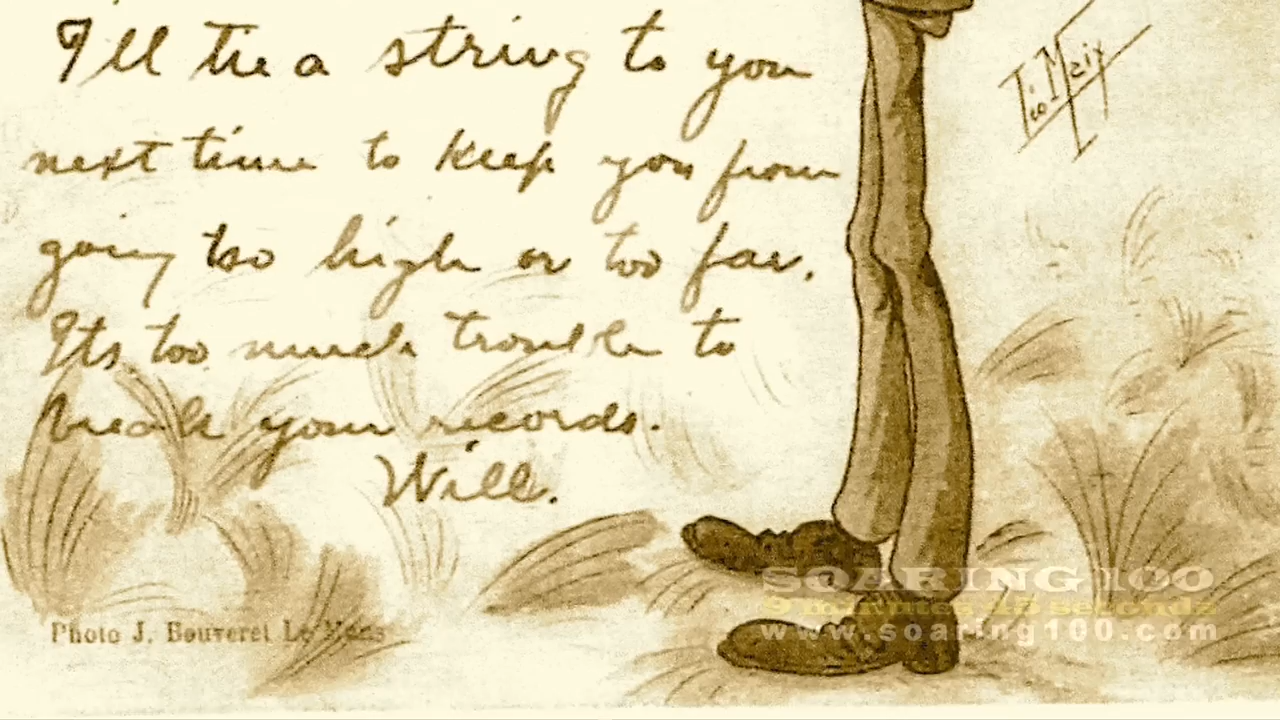 I'll tie a string to you
next time to keep you from
going too high or too far.
Its too much trouble to
break your records.
Will.
Photo J. Bouveret Le Mans
SOARING 100
9 minutes 45 seconds
www.soaring100.com